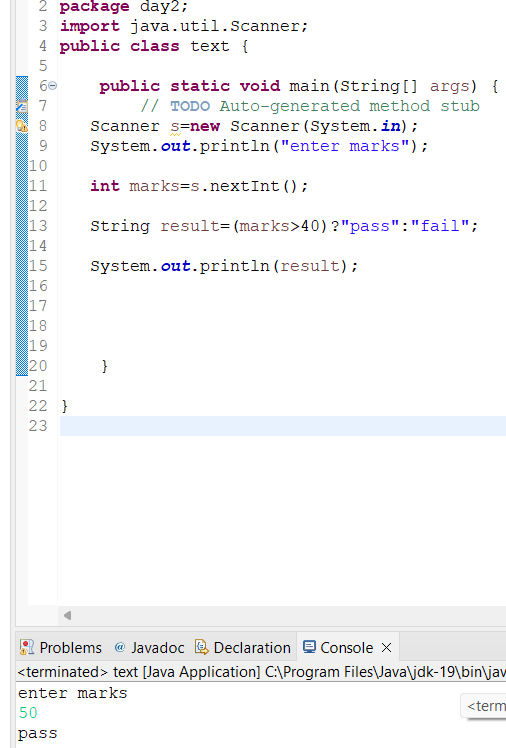 2 package day2;
3 import java.util.Scanner;
4 public class text {
5
6 public static void main(String[] args) {
7 // TODO Auto-generated method stub
8 Scanner s=new Scanner(System.in);
9 System.out.println("enter marks");
10
11 int marks=s.nextInt();
12
13 String result=(marks>40)?"pass":"fail";
14
15 System.out.println(result);
16
17
18
19
20 }
21
22 }
23
Problems @ Javadoc Declaration Console
<terminated> text [Java Application] C:\Program Files\Java\jdk-19\bin\jav
enter marks
50
<term
pass